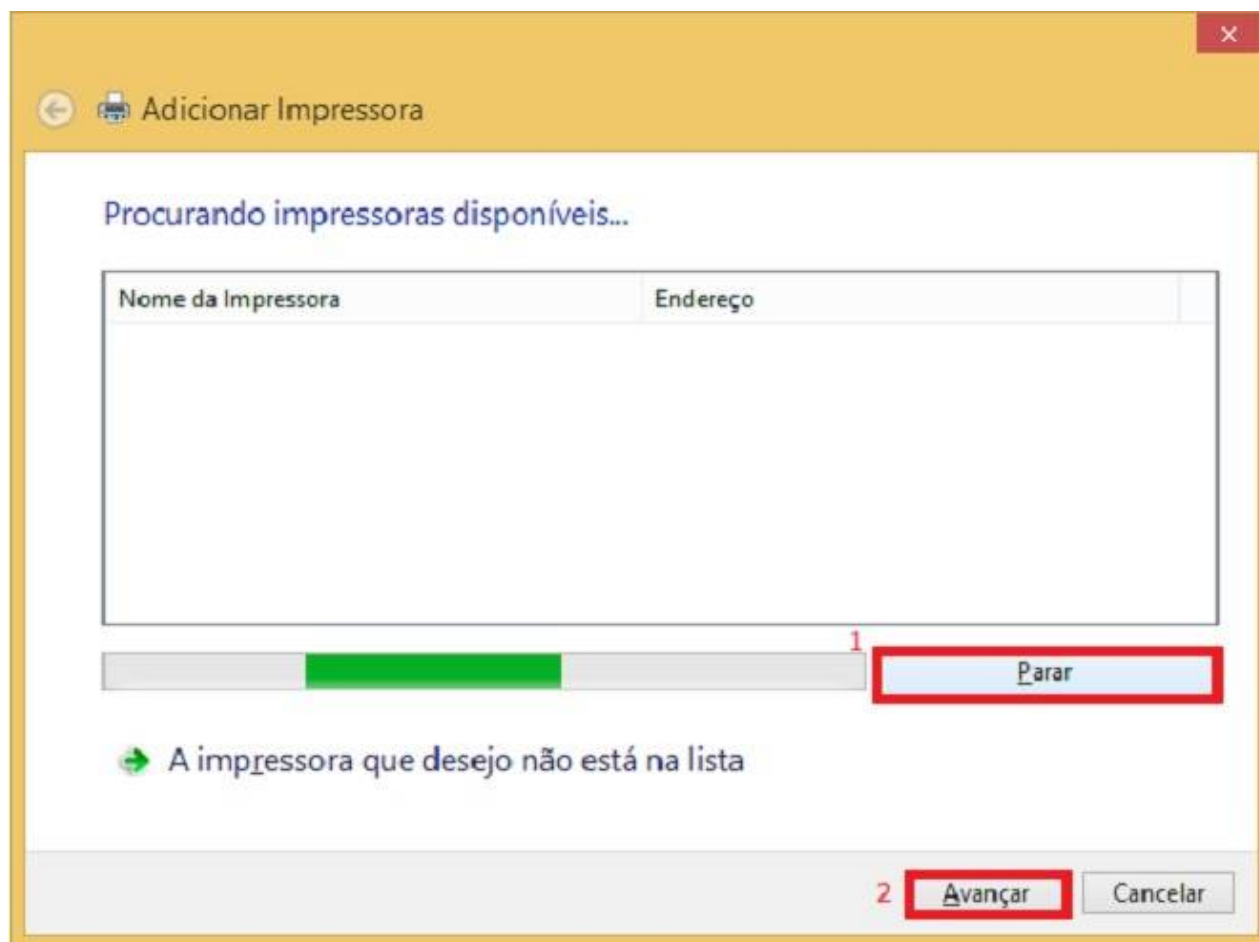 Adicionar Impressora
Procurando impressoras disponíveis...
Nome da Impressora Endereço
1
Parar
A impressora que desejo não está na lista
2 Avançar Cancelar